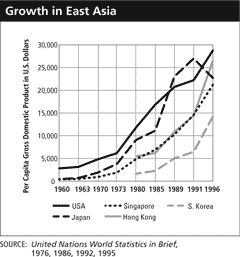 Growth in East Asia
Per Capita Gross Domestic Product in U.S. Dollars
30,000
25,000
20,000
15,000
10,000
5,000
0
1960 1963 1970 1973 1980 1985 1989 1991 1996
USA Singapore S. Korea
Japan Hong Kong
SOURCE: United Nations World Statistics in Brief,
1976, 1986, 1992, 1995